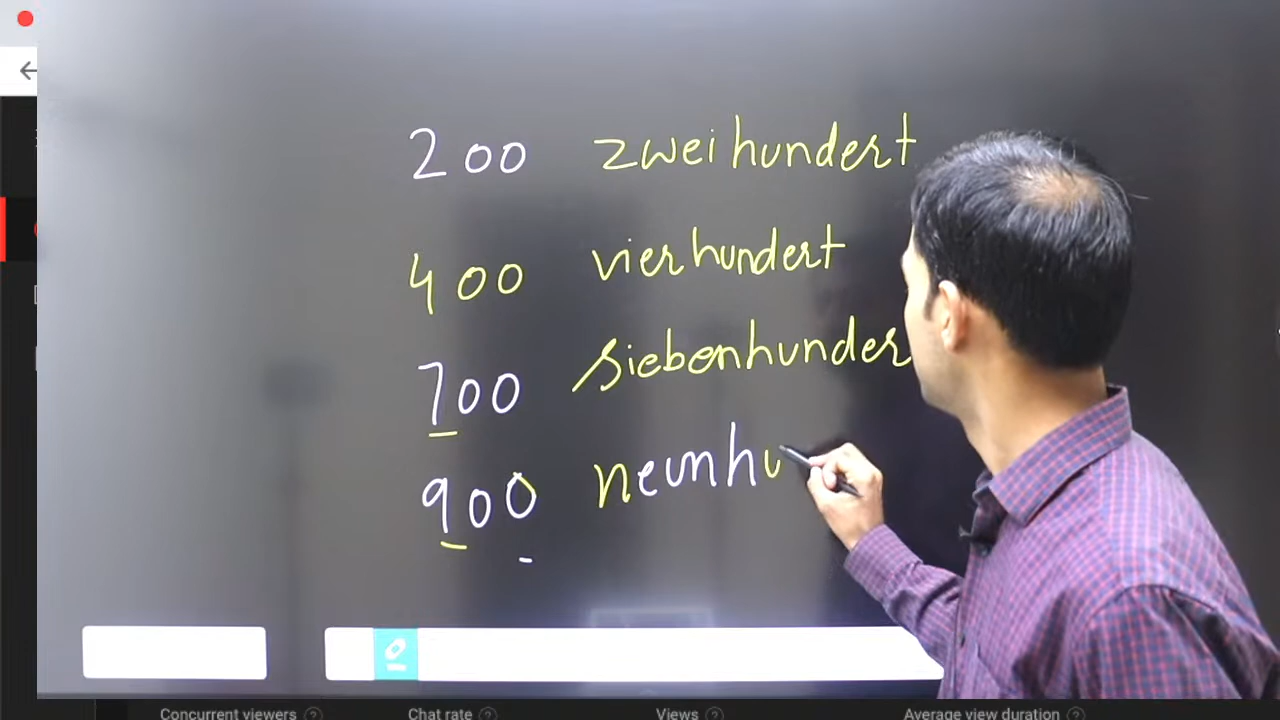 200 zweihundert
400 vierhundert
700 siebenhunder
900 neunhu
Concurrent viewers ? Chat rate ? Views ? Average view duration ?